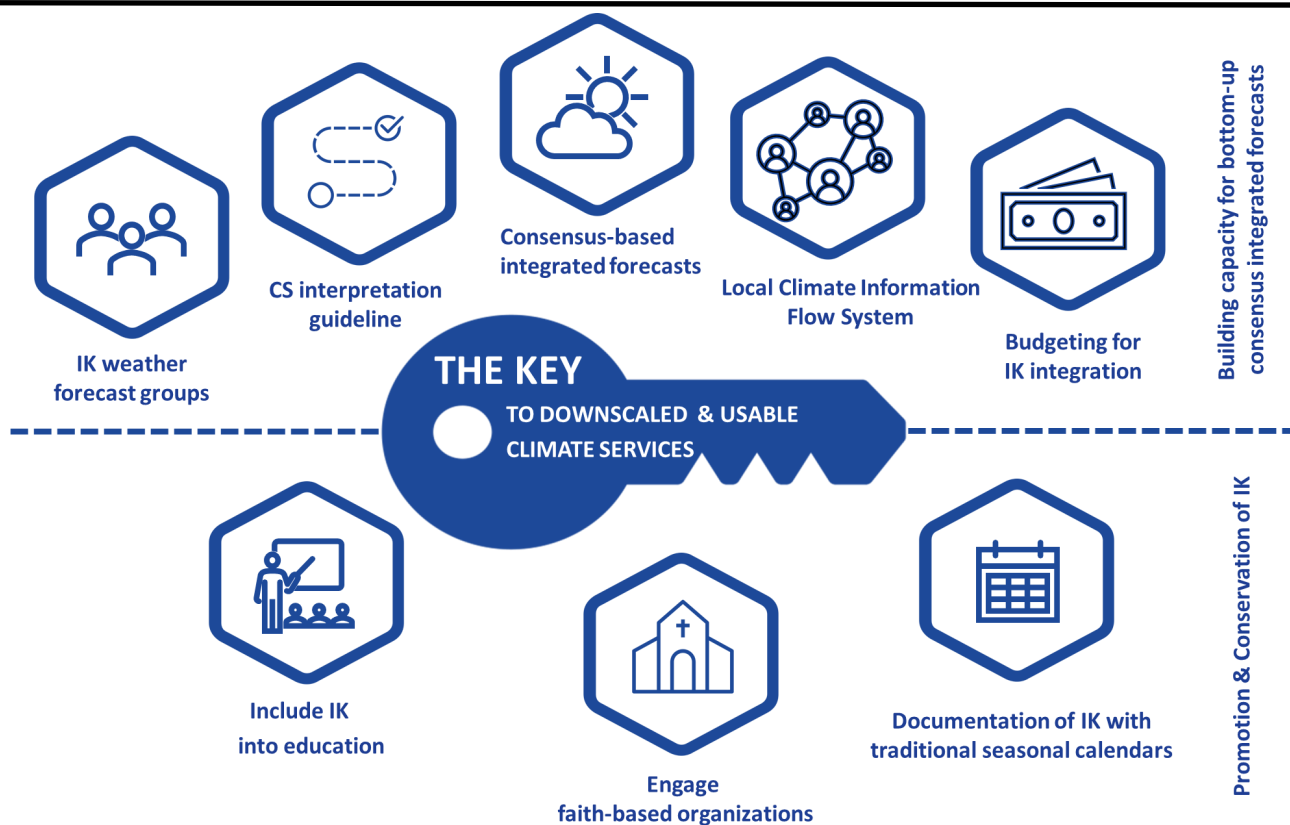 IK weather
forecast groups
CS interpretation
guideline
Consensus-based
integrated forecasts
Local Climate Information
Flow System
Budgeting for
IK integration
Building capacity for bottom-up
consensus integrated forecasts
THE KEY
TO DOWNSCALED & USABLE
CLIMATE SERVICES
Include IK
into education
Engage
faith-based organizations
Documentation of IK with
traditional seasonal calendars
Promotion & Conservation of IK